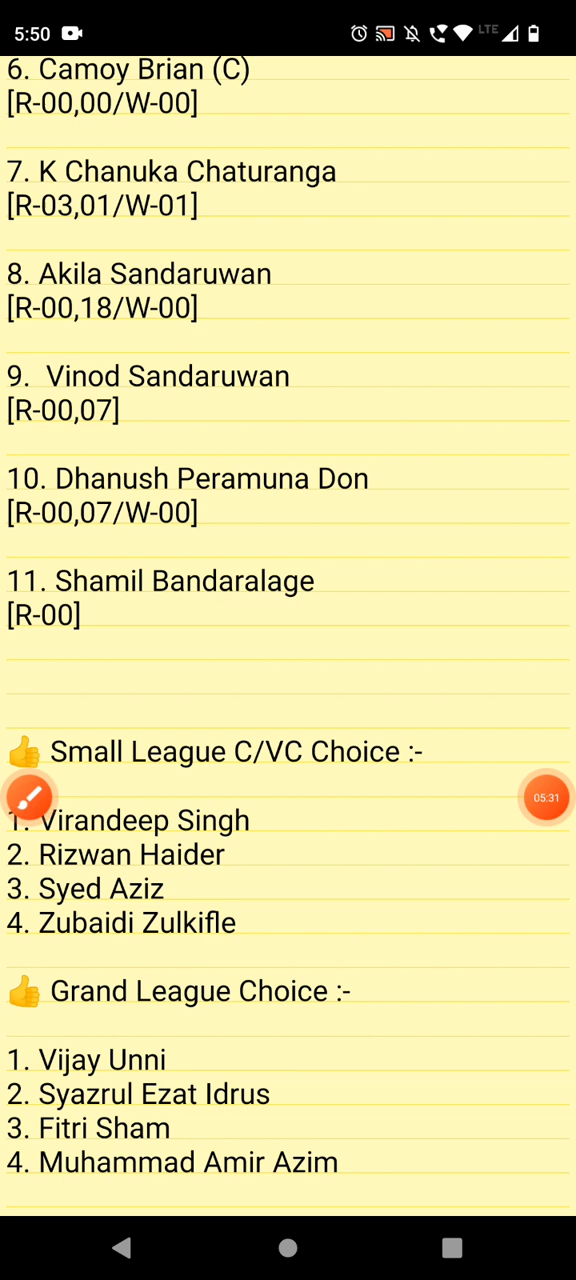 5:50
LTE
6. Camoy Brian (C)
[R-00,00/W-00]
7. K Chanuka Chaturanga
[R-03,01/W-01]
8. Akila Sandaruwan
[R-00,18/W-00]
9.  Vinod Sandaruwan
[R-00,07]
10. Dhanush Peramuna Don
[R-00,07/W-00]
11. Shamil Bandaralage
[R-00]
👍 Small League C/VC Choice :-
05:31
1. Virandeep Singh
2. Rizwan Haider
3. Syed Aziz
4. Zubaidi Zulkifle
👍 Grand League Choice :-
1. Vijay Unni
2. Syazrul Ezat Idrus
3. Fitri Sham
4. Muhammad Amir Azim